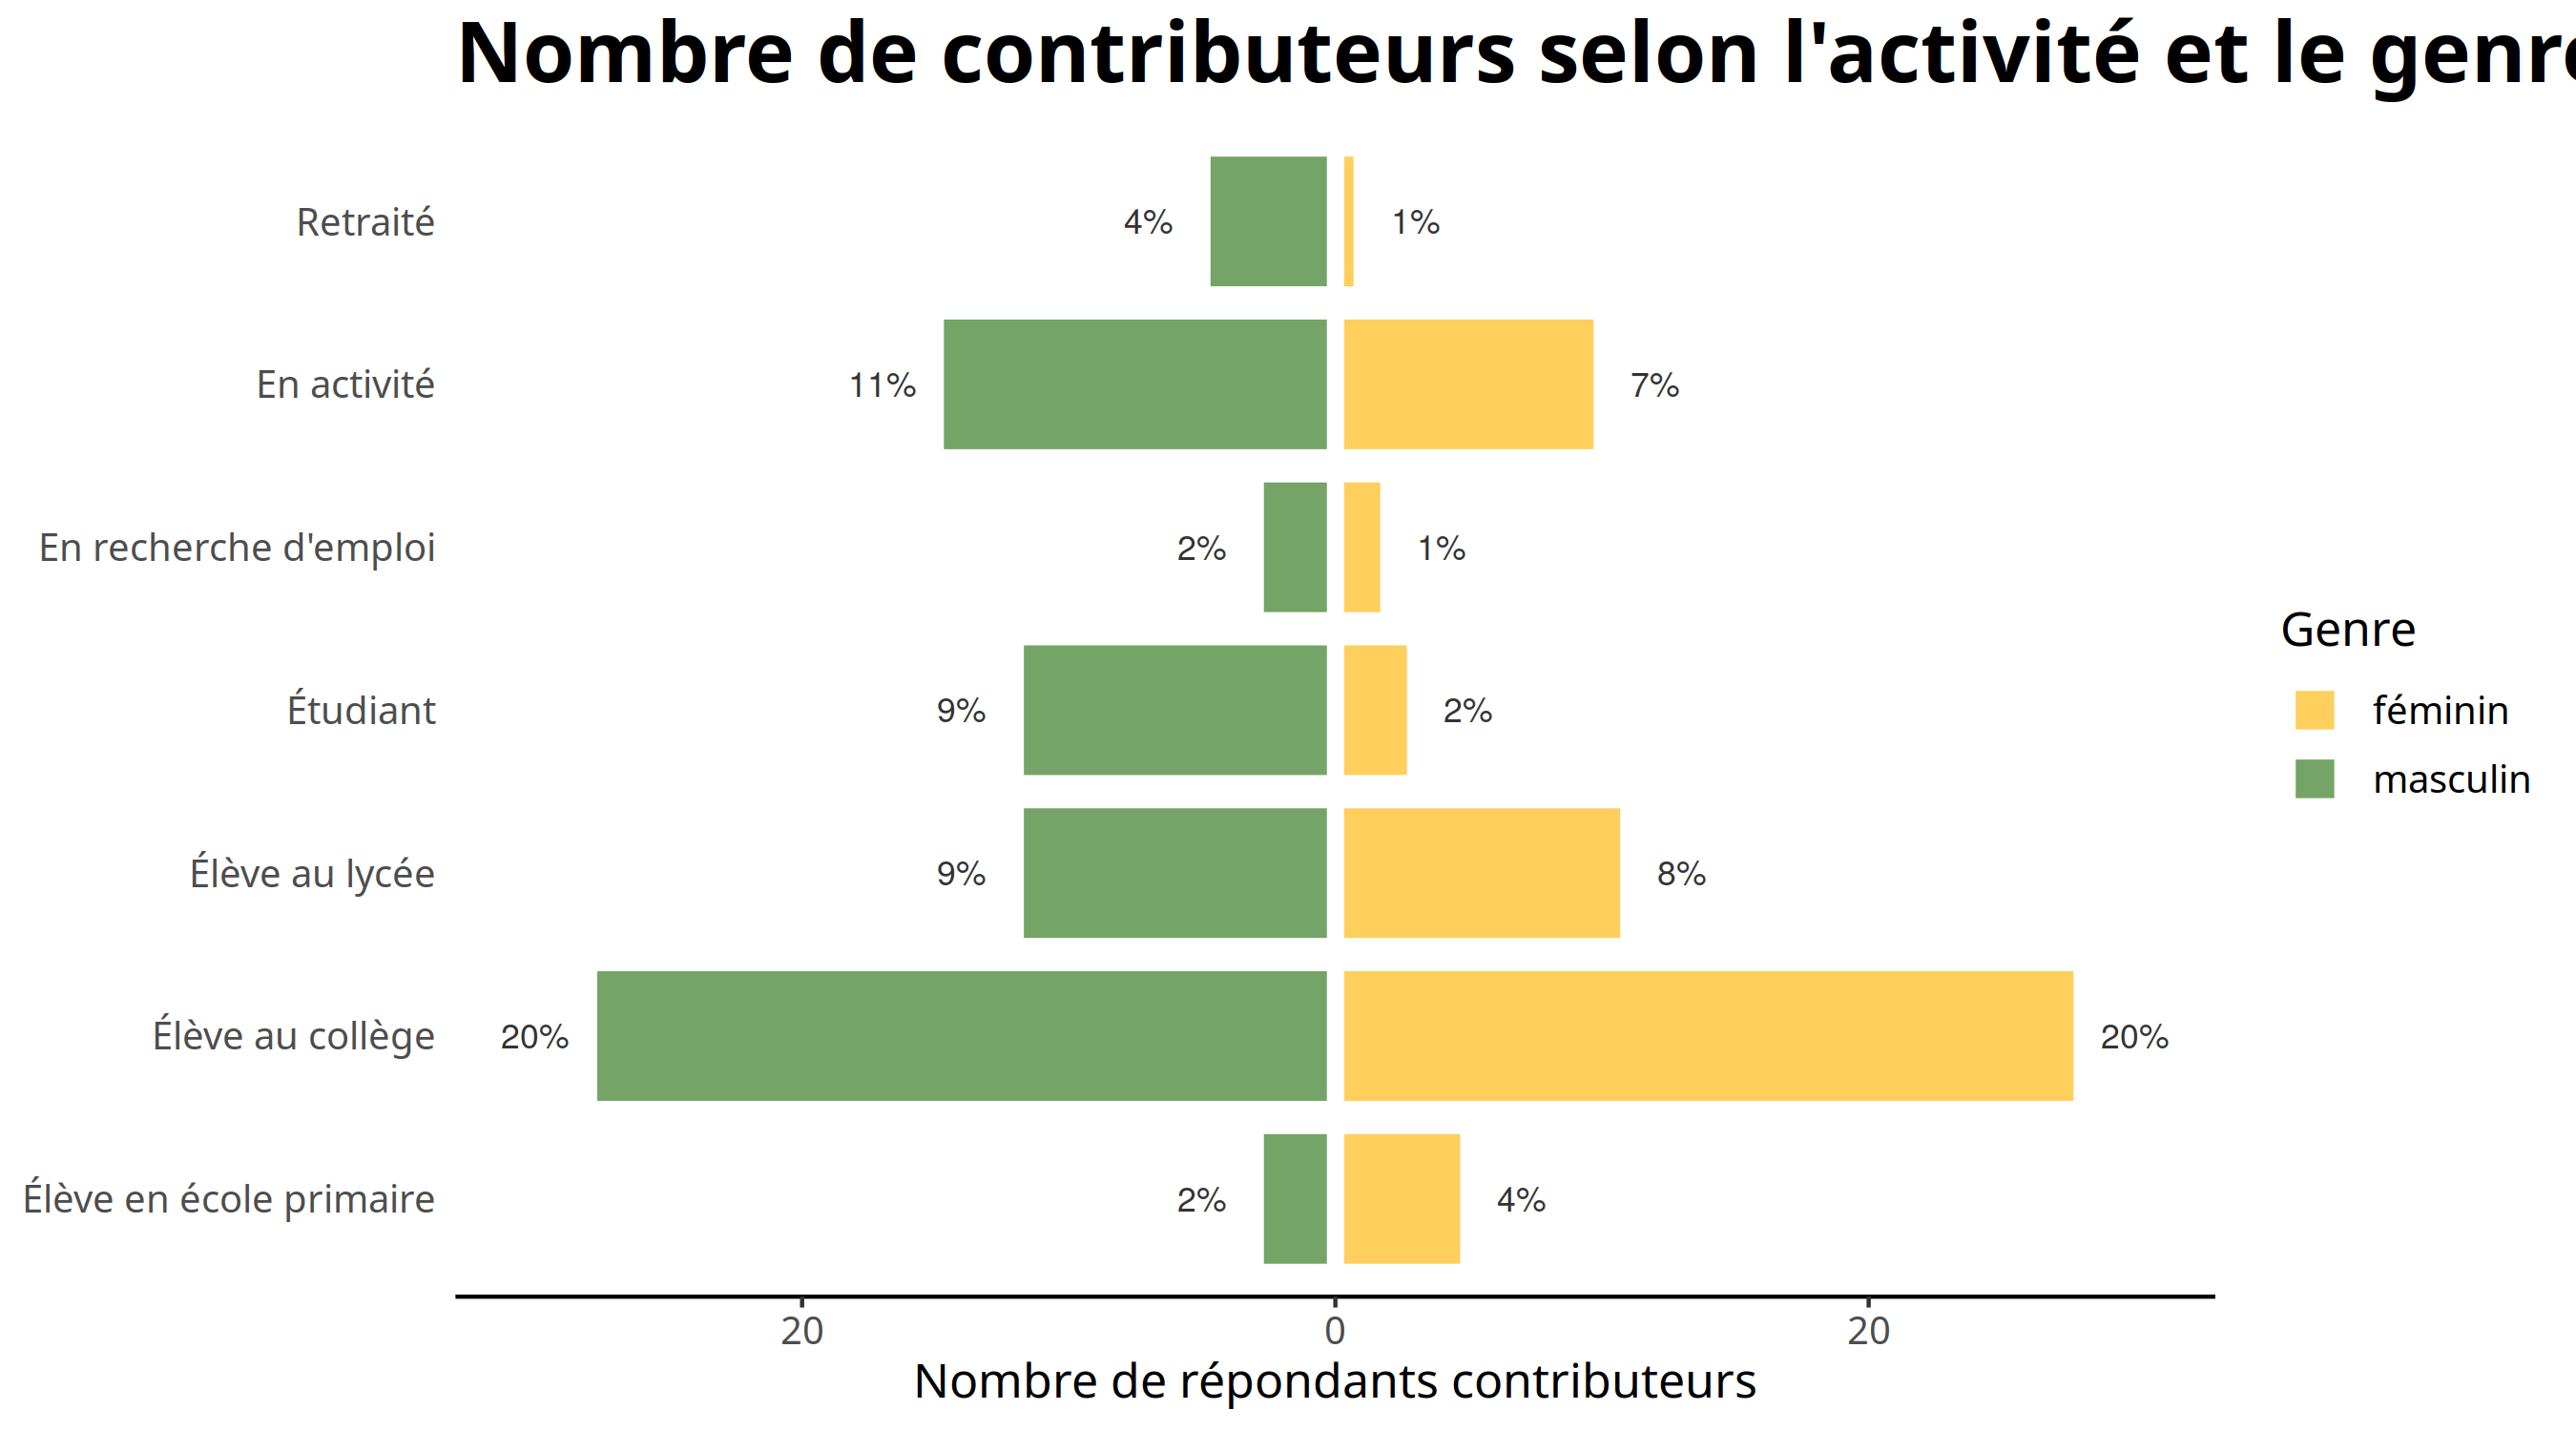 Nombre de contributeurs selon l'activité et le genr
Retraité
4%
1%
En activité
11%
7%
En recherche d'emploi
2%
1%
Étudiant
9%
2%
Élève au lycée
9%
8%
Élève au collège
20%
20%
Élève en école primaire
2%
4%
20
0
20
Nombre de répondants contributeurs
Genre
féminin
masculin